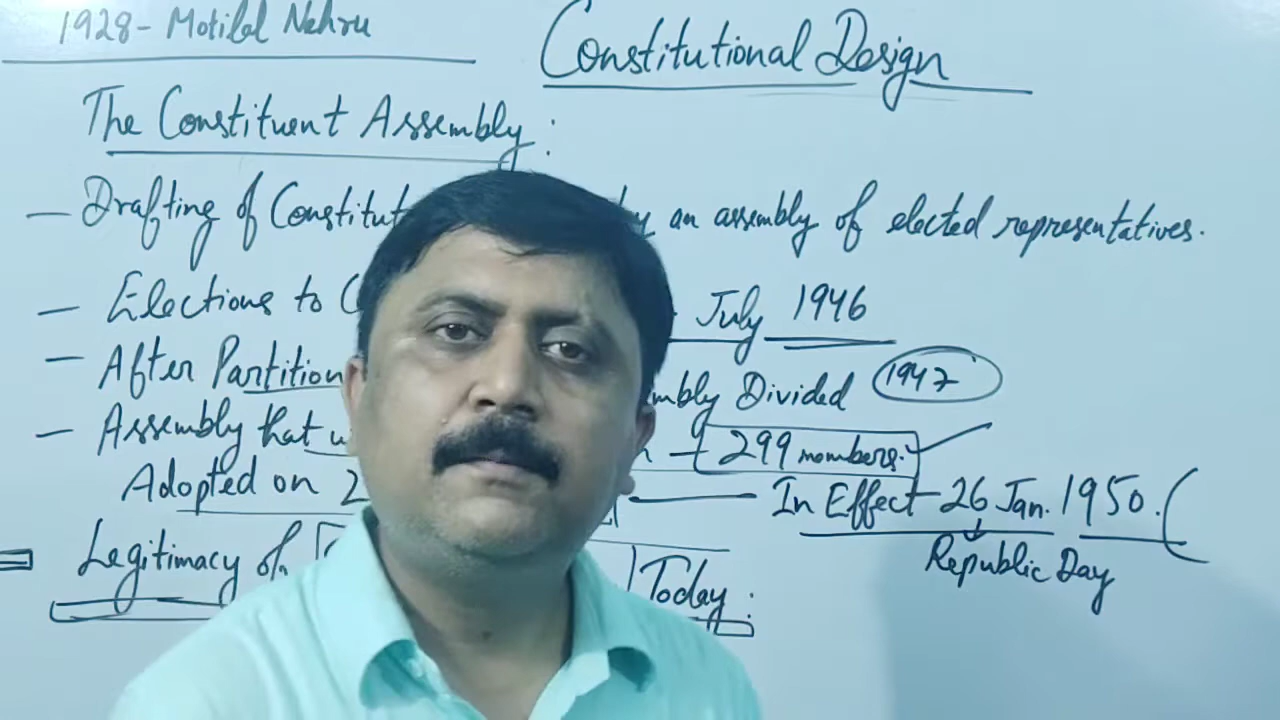 1928- Motilal Nehru
Constitutional Design
The Constituent Assembly:
— Drafting of Constitut an assembly of elected representatives.
— Elections to July 1946
— After Partition mbly Divided 1947
— Assembly that 299 members.
Adopted on 2 — In Effect - 26 Jan. 1950. (
Republic Day
Legitimacy of Today: